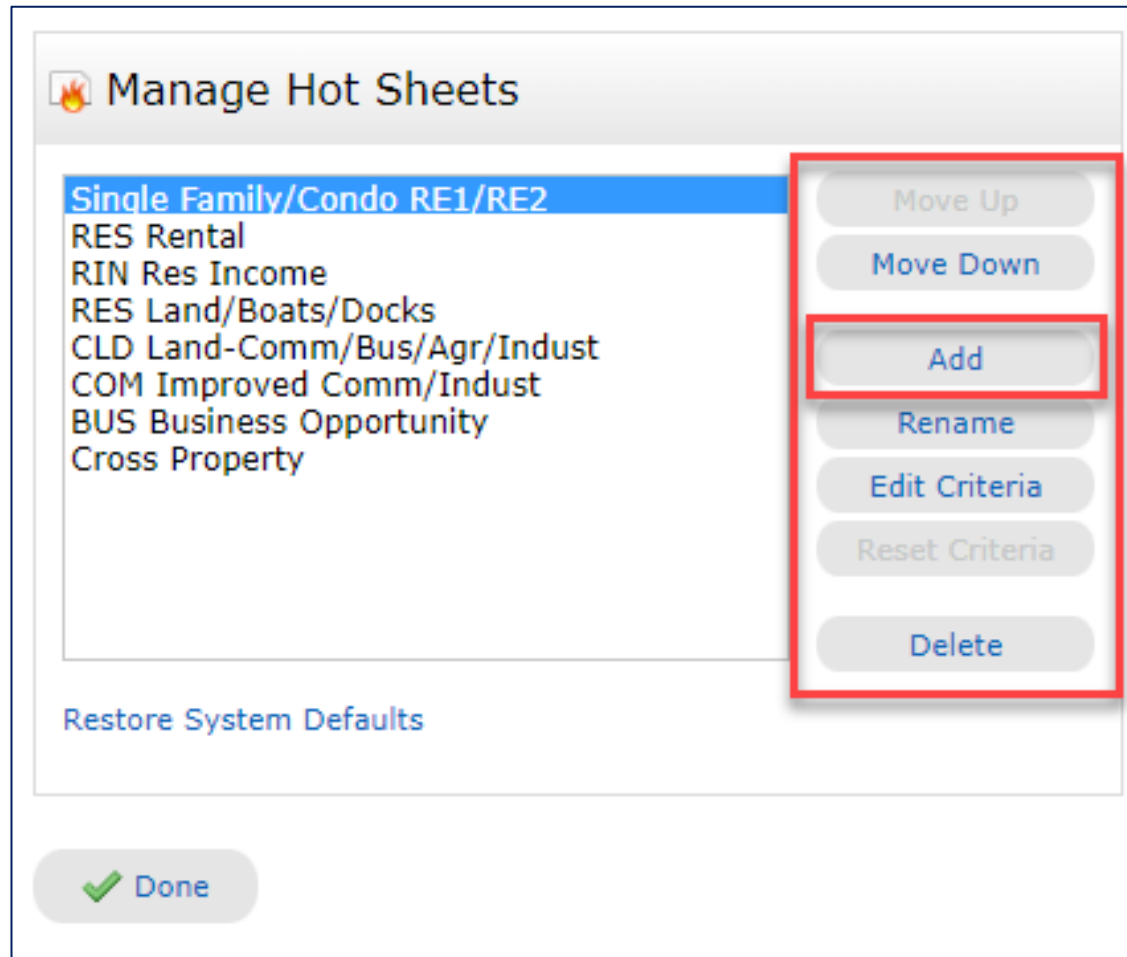 Manage Hot Sheets
Single Family/Condo RE1/RE2
RES Rental
RIN Res Income
RES Land/Boats/Docks
CLD Land-Comm/Bus/Agr/Indust
COM Improved Comm/Indust
BUS Business Opportunity
Cross Property
Move Up
Move Down
Add
Rename
Edit Criteria
Reset Criteria
Delete
Restore System Defaults
Done